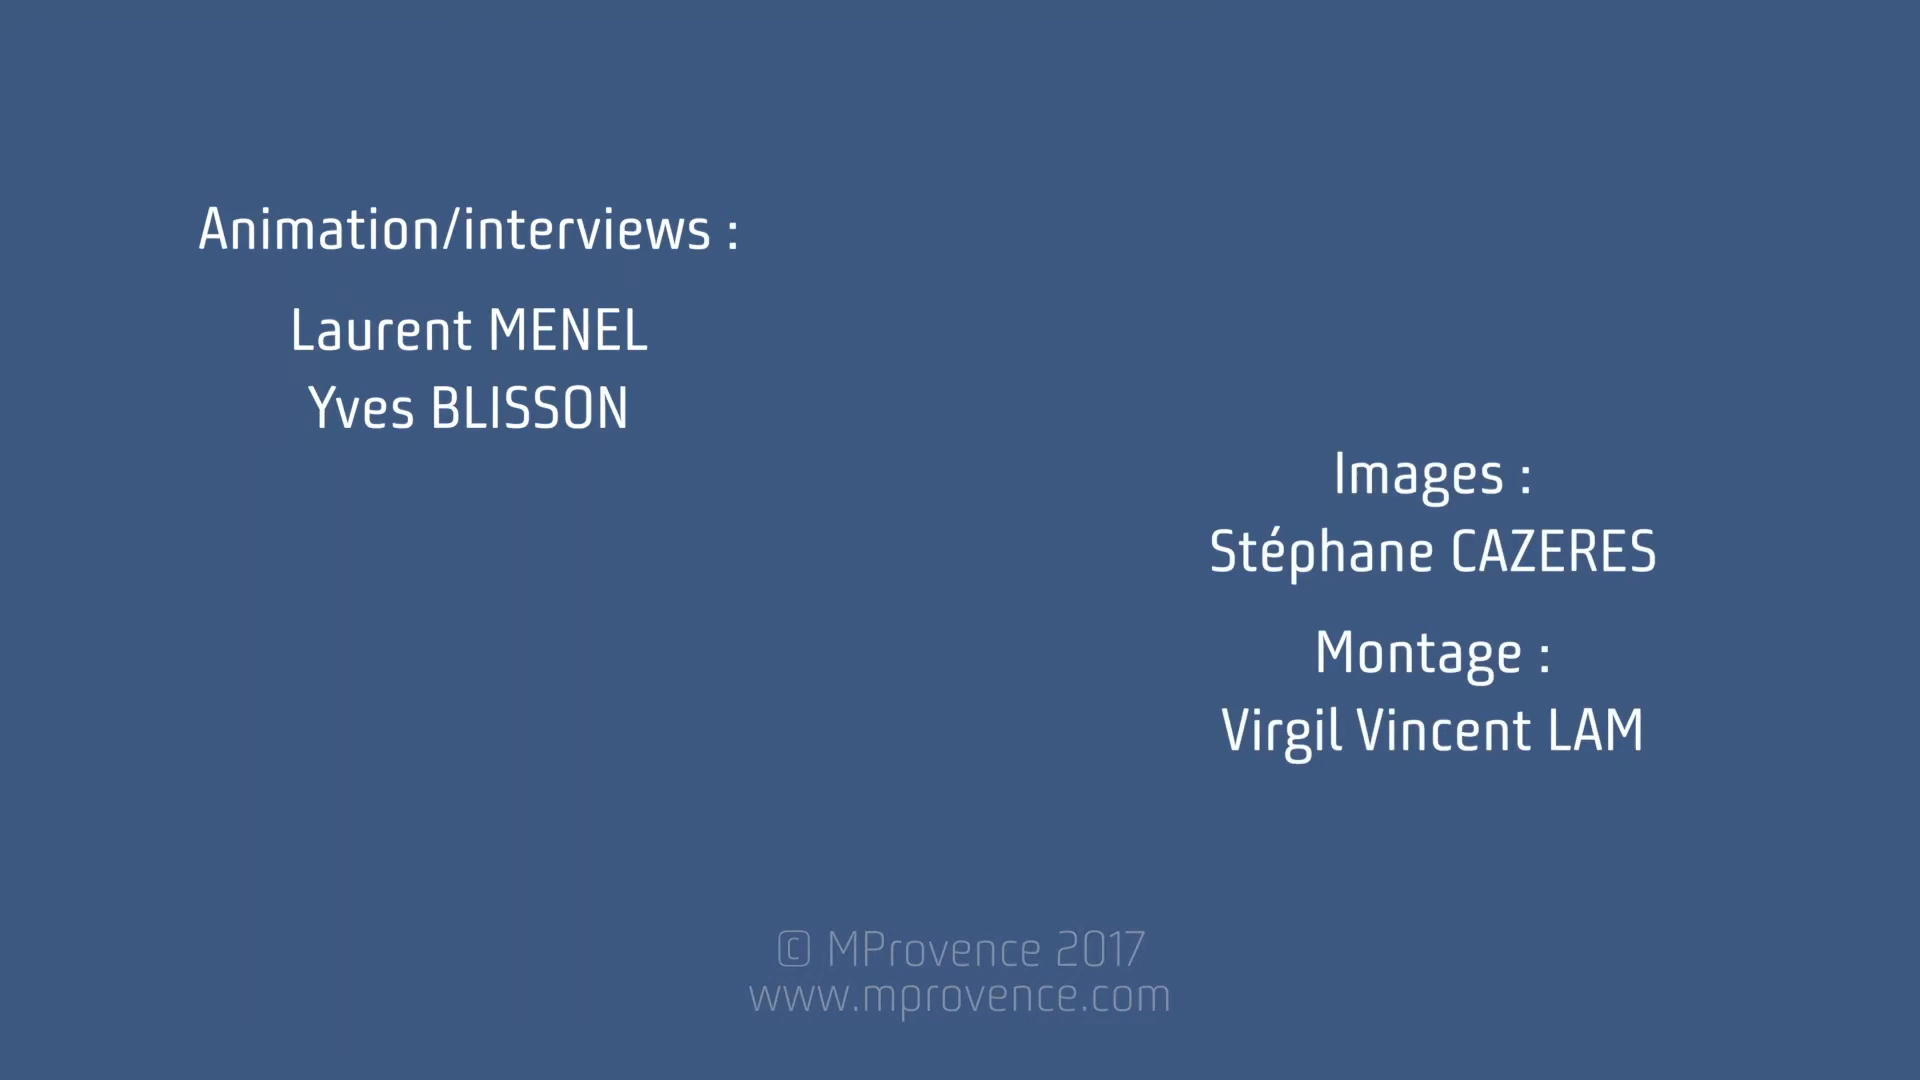 Animation/interviews :
Laurent MENEL
Yves BLISSON
Images :
Stéphane CAZERES
Montage :
Virgil Vincent LAM
© MProvence 2017
www.mprovence.com